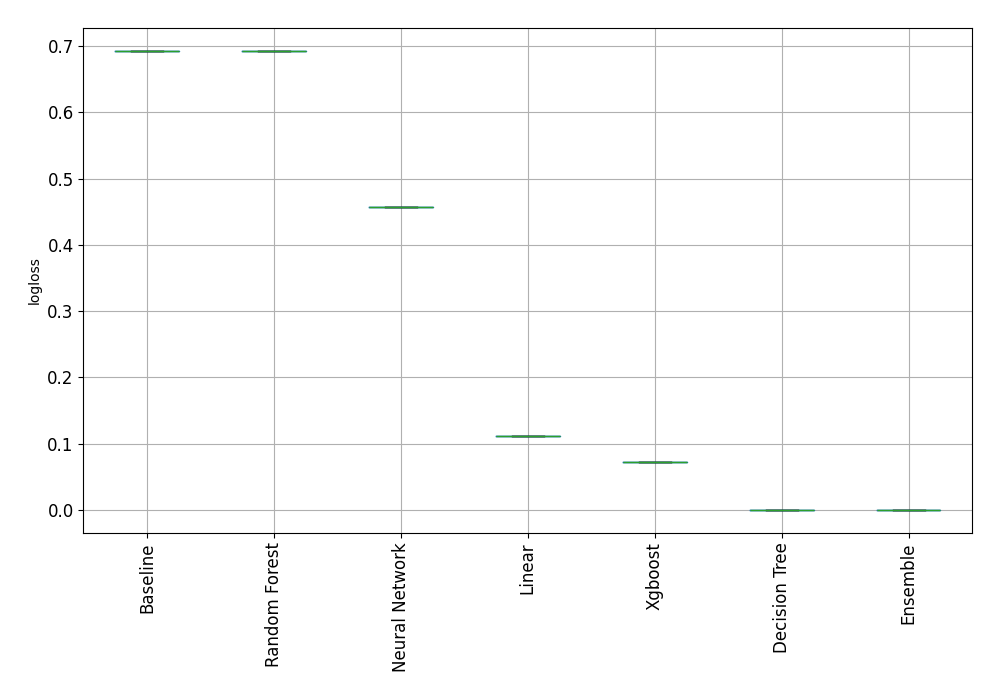 0.7
0.6
0.5
0.4
0.3
0.2
0.1
0.0
logloss
Baseline
Random Forest
Neural Network
Linear
Xgboost
Decision Tree
Ensemble